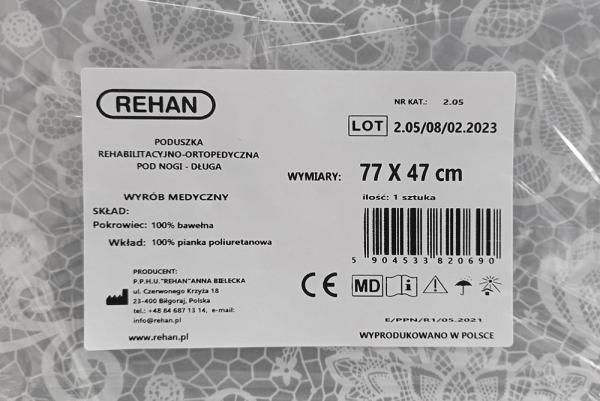 REHAN
NR KAT.: 2.05
LOT 2.05/08/02.2023
PODUSZKA
REHABILITACYJNO-ORTOPEDYCZNA
POD NOGI - DŁUGA
WYMIARY: 77 X 47 cm
WYRÓB MEDYCZNY
ilość: 1 sztuka
SKŁAD:
Pokrowiec: 100% bawełna
Wkład: 100% pianka poliuretanowa
5 904533 820690
PRODUCENT:
P.P.H.U."REHAN"ANNA BIELECKA
ul. Czerwonego Krzyża 18
23-400 Biłgoraj, Polska
tel.: +48 84 687 13 14, e-mail:
info@rehan.pl
www.rehan.pl
CE MD
E/PPN/R1/05.2021
WYPRODUKOWANO W POLSCE